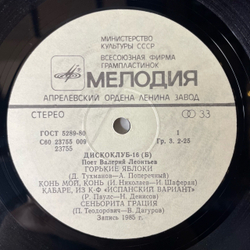 МИНИСТЕРСТВО
КУЛЬТУРЫ СССР
ВСЕСОЮЗНАЯ ФИРМА
ГРАМПЛАСТИНОК
МЕЛОДИЯ
АПРЕЛЕВСКИЙ ОРДЕНА ЛЕНИНА ЗАВОД
СТЕРЕО 33
ГОСТ 5289-80 1
С60 23755 009 Гр. 3. 2-25
23755
ДИСКОКЛУБ-16 (Б)
Поет Валерий Леонтьев
ГОРЬКИЕ ЯБЛОКИ
(Д. Тухманов — А. Поперечный)
КОНЬ МОЙ, КОНЬ (И. Николаев — И. Шаферан)
КАБАРЕ, ИЗ К-Ф «ИСПАНСКИЙ ВАРИАНТ»
(Р. Паулс — И. Денисов)
СЕНЬОРИТА ГРАЦИЯ
(П. Теодорович — В. Дагуров)
Запись 1985 г.